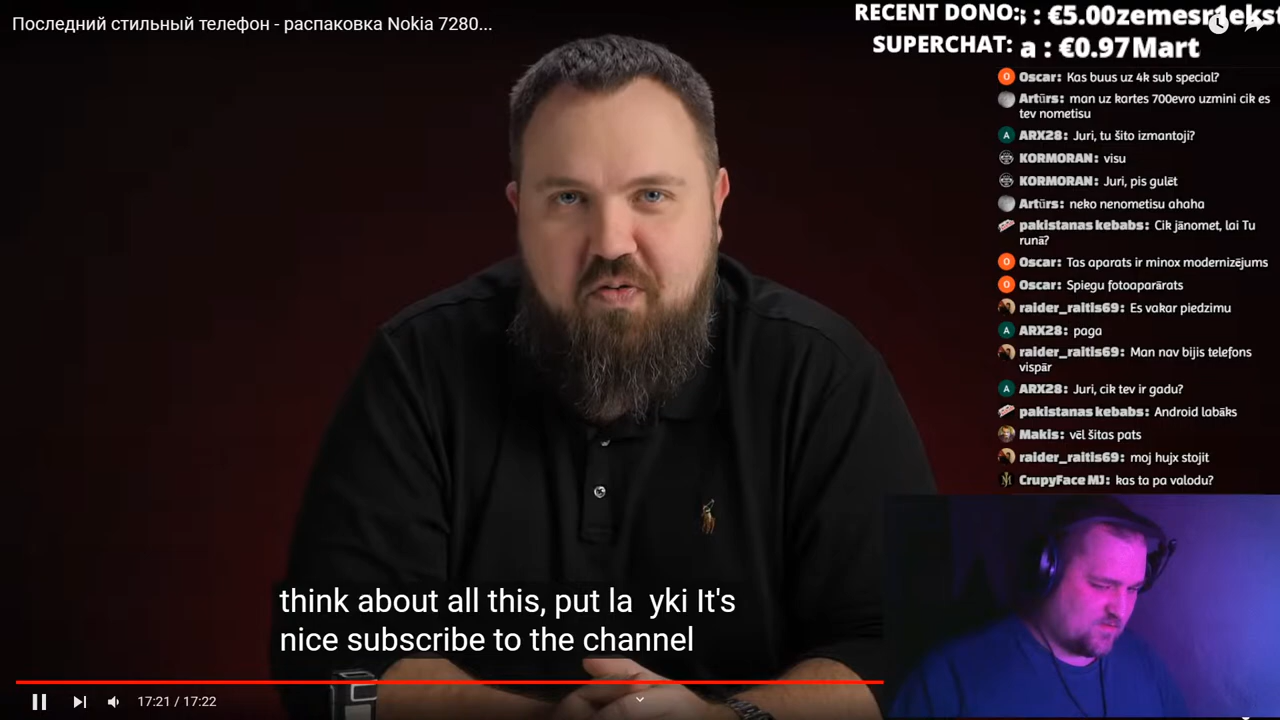 Последний стильный телефон - распаковка Nokia 7280...
RECENT DONO: : €5.00zemesr1ekst
SUPERCHAT: a : €0.97Mart
Oscar: Kas buus uz 4k sub special?
Artūrs: man uz kartes 700evro uzmini cik es
tev nometisu
ARX28: Juri, tu šito izmantoji?
KORMORAN: visu
KORMORAN: Juri, pis gulēt
Artūrs: neko nenometisu ahaha
pakistanas kebabs: Cik jānomet, lai Tu
runā?
Oscar: Tas aparats ir minox modernizējums
Oscar: Spiegu fotoaparārats
raider_raitis69: Es vakar piedzimu
ARX28: paga
raider_raitis69: Man nav bijis telefons
vispār
ARX28: Juri, cik tev ir gadu?
pakistanas kebabs: Android labāks
Makis: vēl šitas pats
raider_raitis69: moj hujx stojit
CrupyFace MJ: kas ta pa valodu?
think about all this, put la  yki It's
nice subscribe to the channel
17:21 / 17:22